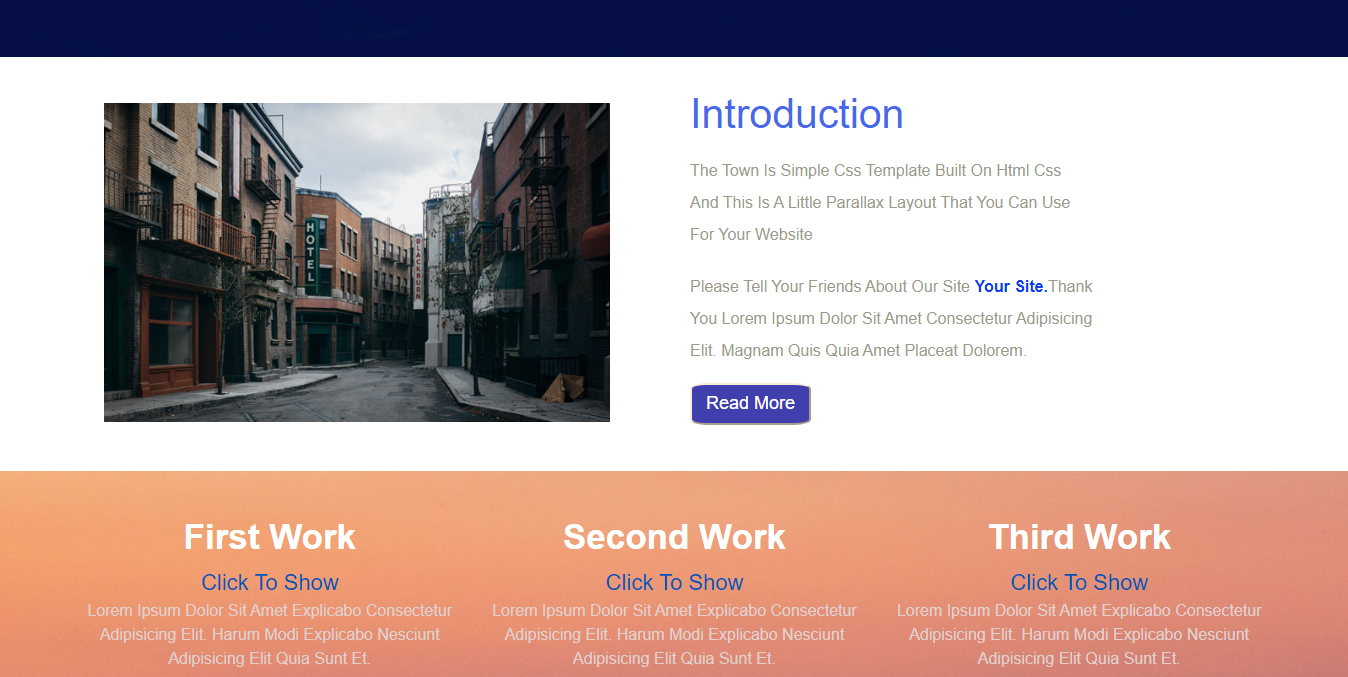 HOTEL
BLACKBURN
Introduction
The Town Is Simple Css Template Built On Html Css
And This Is A Little Parallax Layout That You Can Use
For Your Website
Please Tell Your Friends About Our Site Your Site.Thank
You Lorem Ipsum Dolor Sit Amet Consectetur Adipisicing
Elit. Magnam Quis Quia Amet Placeat Dolorem.
Read More
First Work
Click To Show
Lorem Ipsum Dolor Sit Amet Explicabo Consectetur
Adipisicing Elit. Harum Modi Explicabo Nesciunt
Adipisicing Elit Quia Sunt Et.
Second Work
Click To Show
Lorem Ipsum Dolor Sit Amet Explicabo Consectetur
Adipisicing Elit. Harum Modi Explicabo Nesciunt
Adipisicing Elit Quia Sunt Et.
Third Work
Click To Show
Lorem Ipsum Dolor Sit Amet Explicabo Consectetur
Adipisicing Elit. Harum Modi Explicabo Nesciunt
Adipisicing Elit Quia Sunt Et.